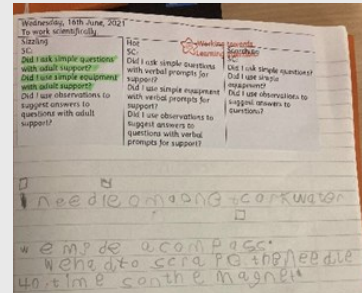 Wednesday, 16th June, 2021
To work scientifically
Sizzling
SC:
Did I ask simple questions
with adult support?
Did I use simple equipment
with adult support?
Did I use observations to
suggest answers to
questions with adult
support?
Hot
SC:
Did I ask simple questions
with verbal prompts for
support?
Did I use simple equipment
with verbal prompts for
support?
Did I use observations to
suggest answers to
questions with verbal
prompts for support?
Working towards
Learning
SC:
Did I ask simple questions?
Did I use simple
equipment?
Did I use observations to
suggest answers to
questions?
needle magnet cork water
we made a compass.
We had to scrape the needle
40 times on the magnet.